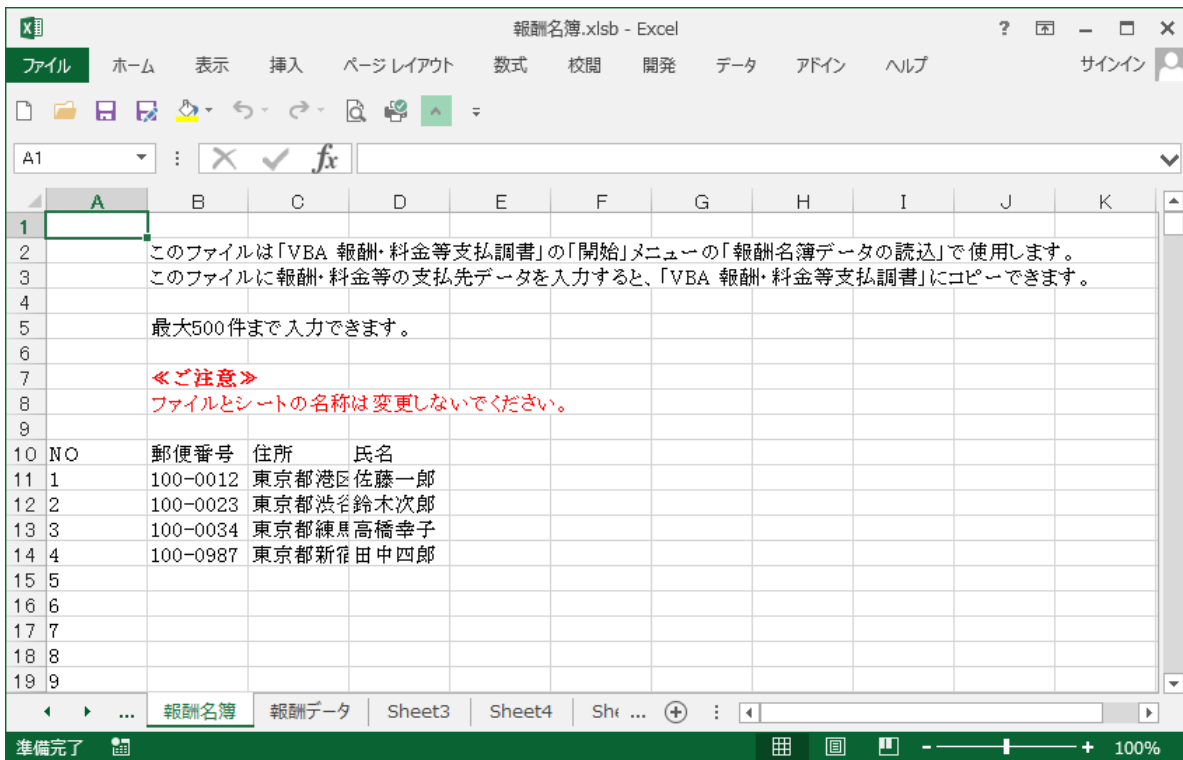 報酬名簿.xlsb - Excel
?
ファイル ホーム 表示 挿入 ページ レイアウト 数式 校閲 開発 データ アドイン ヘルプ サインイン
A1 fx
A B C D E F G H I J K
1
2 このファイルは「VBA 報酬・料金等支払調書」の「開始」メニューの「報酬名簿データの読込」で使用します。
3 このファイルに報酬・料金等の支払先データを入力すると、「VBA 報酬・料金等支払調書」にコピーできます。
4
5 最大500件まで入力できます。
6
7 ≪ご注意≫
8 ファイルとシートの名称は変更しないでください。
9
10 NO 郵便番号 住所 氏名
11 1 100-0012 東京都港区 佐藤一郎
12 2 100-0023 東京都渋谷 鈴木次郎
13 3 100-0034 東京都練馬 高橋幸子
14 4 100-0987 東京都新宿 田中四郎
15 5
16 6
17 7
18 8
19 9
... 報酬名簿 報酬データ Sheet3 Sheet4 She ...
準備完了 100%